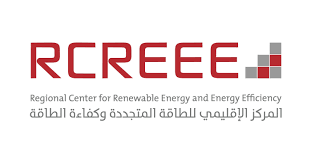 RCREEE
Regional Center for Renewable Energy and Energy Efficiency
المركز الإقليمي للطاقة المتجددة وكفاءة الطاقة